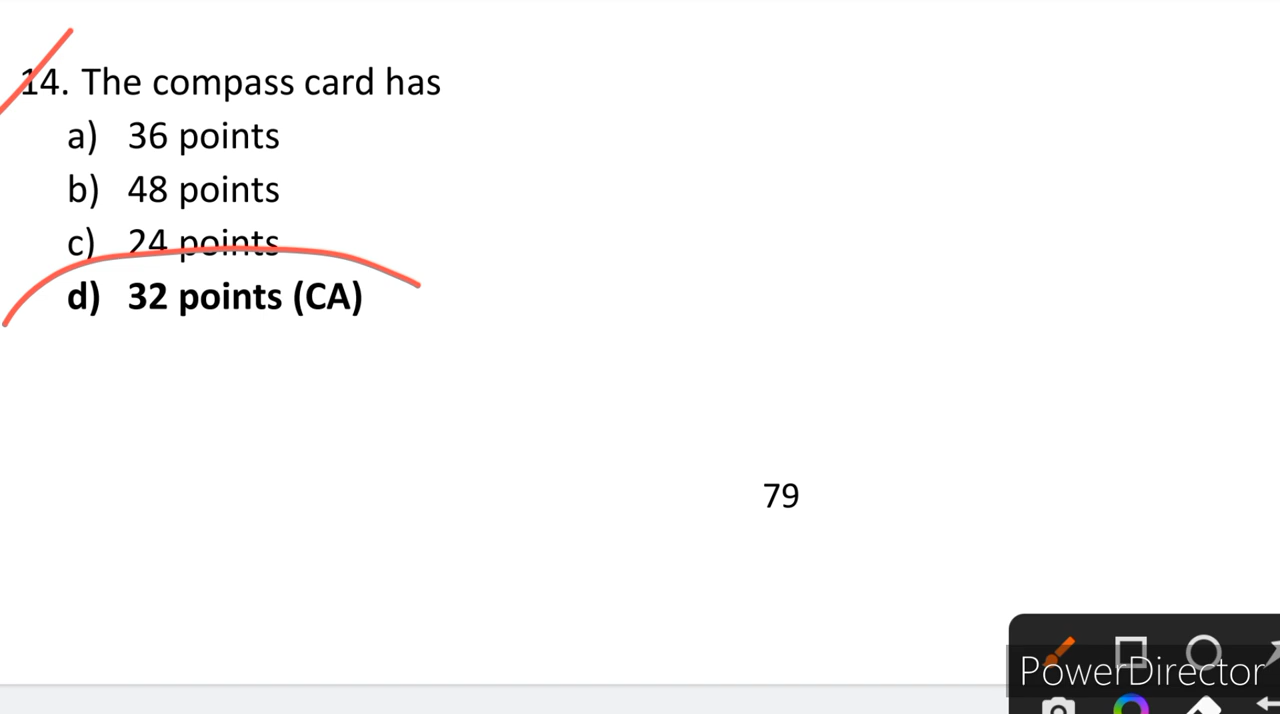 14. The compass card has
a) 36 points
b) 48 points
c) 24 points
d) 32 points (CA)
79
PowerDirector